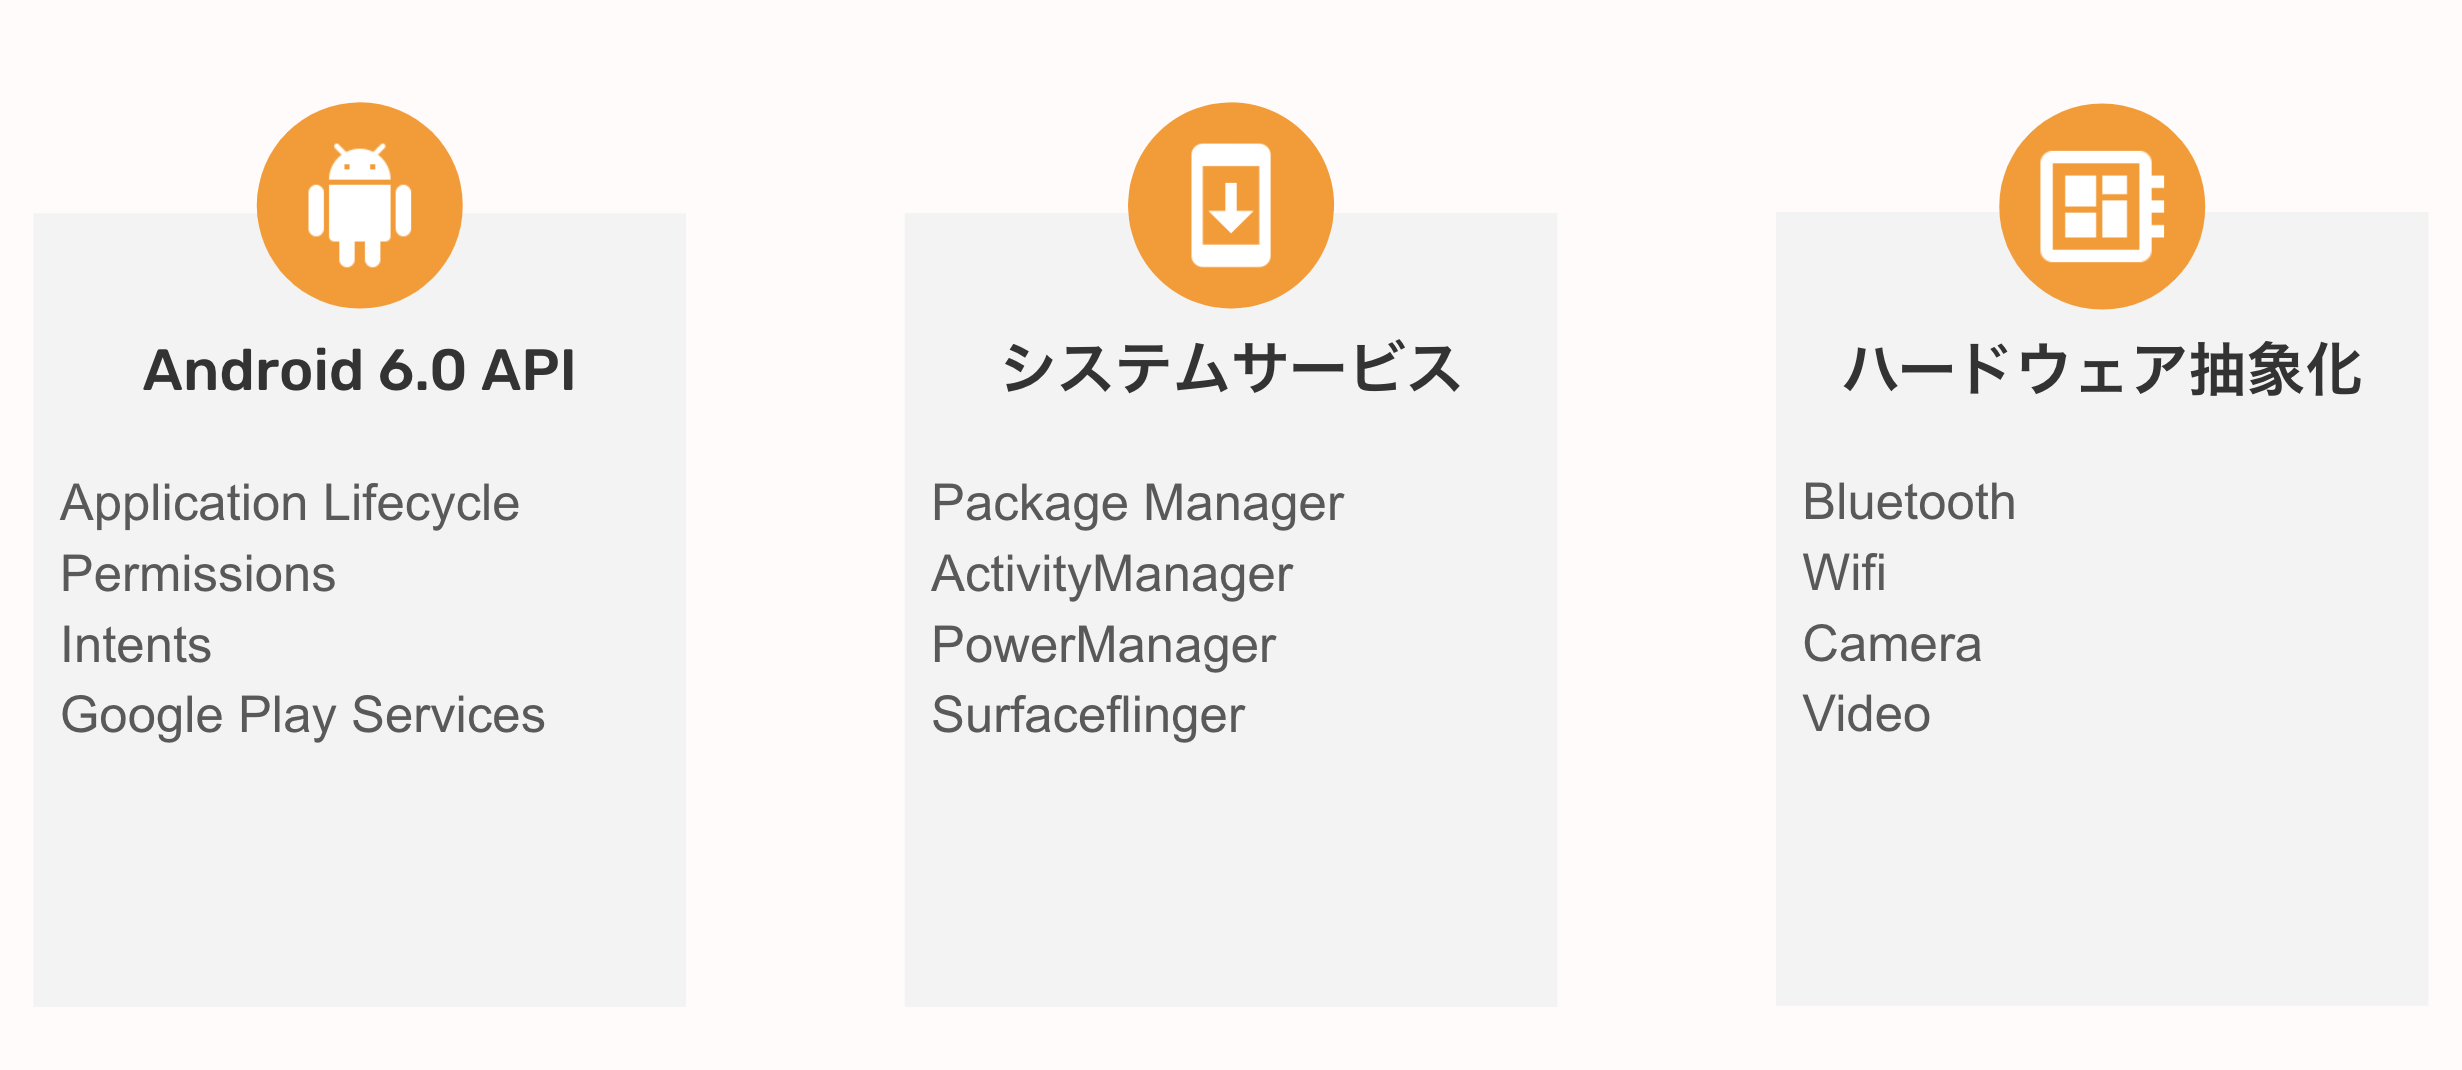 Android 6.0 API
Application Lifecycle
Permissions
Intents
Google Play Services
システムサービス
Package Manager
ActivityManager
PowerManager
Surfaceflinger
ハードウェア抽象化
Bluetooth
Wifi
Camera
Video